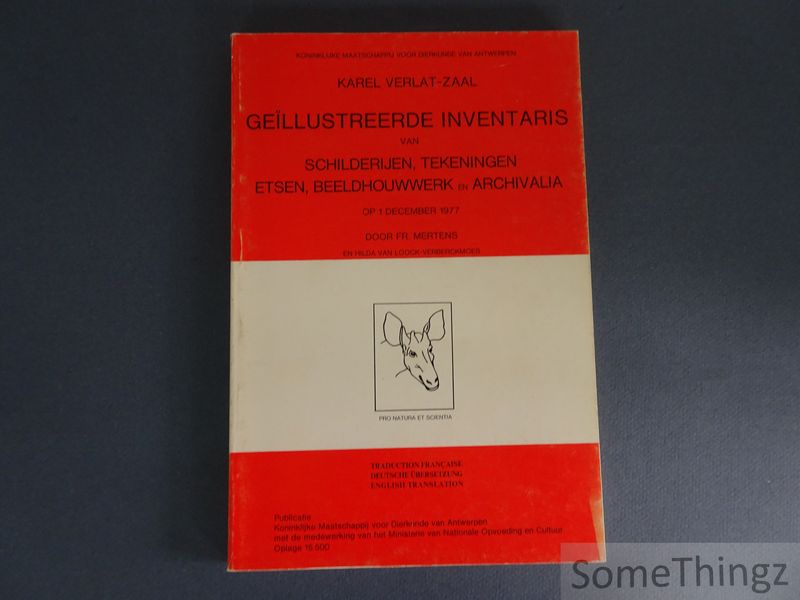 KONINKLIJKE MAATSCHAPPIJ VOOR DIERKUNDE VAN ANTWERPEN
KAREL VERLAT-ZAAL
GEÏLLUSTREERDE INVENTARIS
VAN
SCHILDERIJEN, TEKENINGEN
ETSEN, BEELDHOUWWERK EN ARCHIVALIA
OP 1 DECEMBER 1977
DOOR FR. MERTENS
EN HILDA VAN LOOCK-VERBERCKMOES
PRO NATURA ET SCIENTIA
TRADUCTION FRANÇAISE
DEUTSCHE ÜBERSETZUNG
ENGLISH TRANSLATION
Publicatie
Koninklijke Maatschappij voor Dierkunde van Antwerpen
met de medewerking van het Ministerie van Nationale Opvoeding en Cultuur
Oplage 15.500
SomeThingz